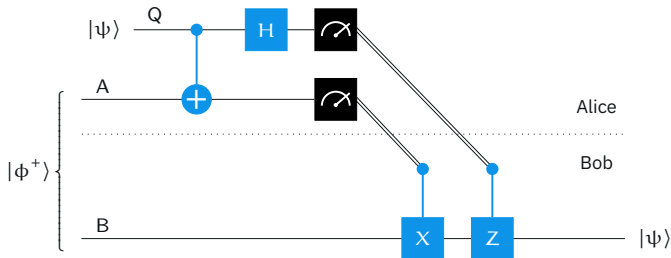 Q
|ψ⟩ H
A
Alice
|ϕ⁺⟩
Bob
B
X Z |ψ⟩